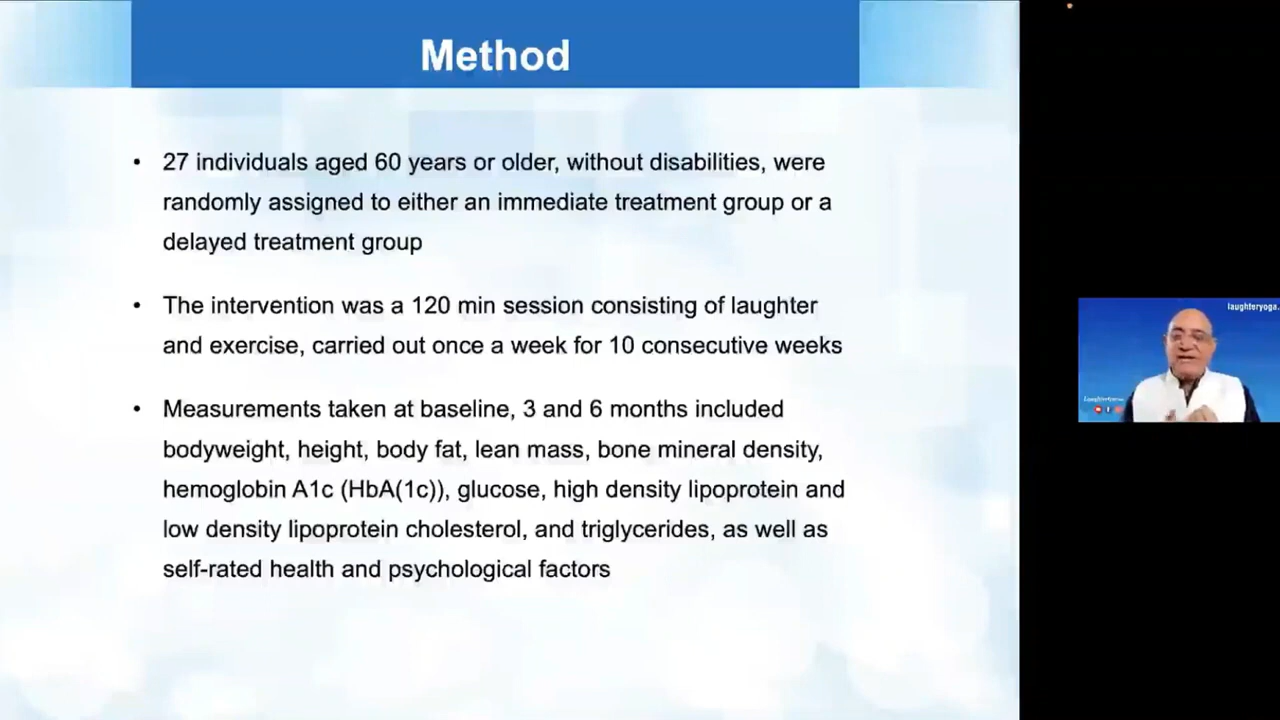 Method
• 27 individuals aged 60 years or older, without disabilities, were
randomly assigned to either an immediate treatment group or a
delayed treatment group
• The intervention was a 120 min session consisting of laughter
and exercise, carried out once a week for 10 consecutive weeks
• Measurements taken at baseline, 3 and 6 months included
bodyweight, height, body fat, lean mass, bone mineral density,
hemoglobin A1c (HbA(1c)), glucose, high density lipoprotein and
low density lipoprotein cholesterol, and triglycerides, as well as
self-rated health and psychological factors
laughteryoga.